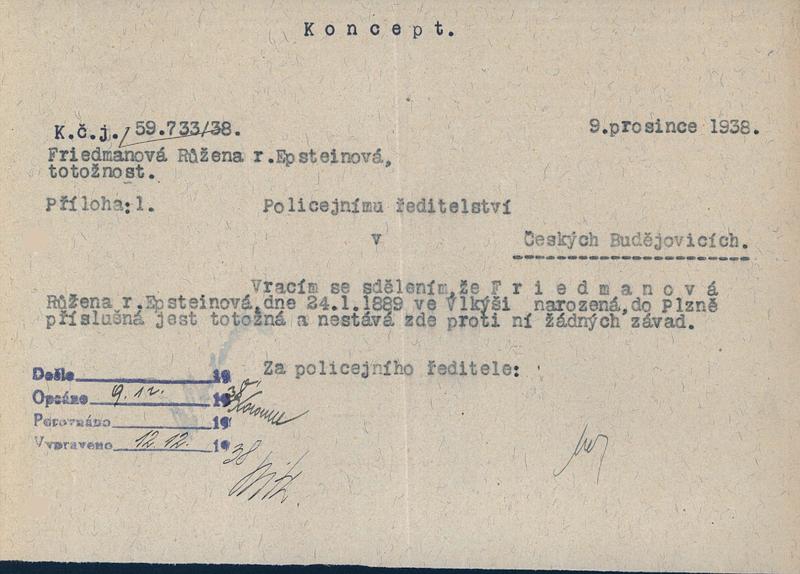 Koncept.
K.č.j./59.733/38.
9.prosince 1938.
Friedmanová Růžena r.Epsteinová,
totožnost.
Příloha:1.
Policejnímu ředitelství
v
Českých Budějovicích.
Vracím se sdělením,že Friedmanová
Růžena r.Epsteinová,dne 24.1.1889 ve Vlkýši narozená,do Plzně
příslušná jest totožná a nestává zde proti ní žádných závad.
Za policejního ředitele:
Došlo 19
Opsáno 9.12. 1938
Porovnáno 19
Vypraveno 12.12. 1938